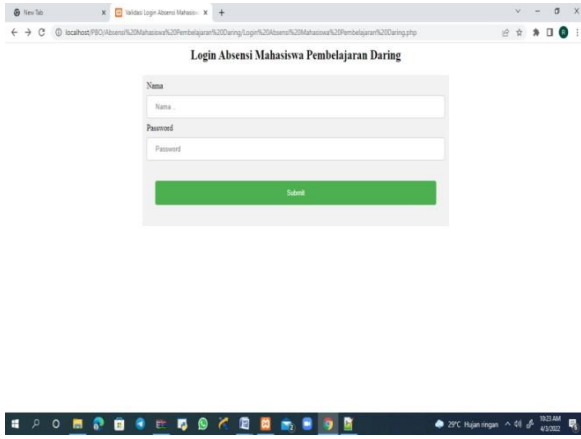 New Tab
Validasi Login Absensi Mahasisw
localhost/PBO/Absensi%20Mahasiswa%20Pembelajaran%20Daring/Login%20Absensi%20Mahasiswa%20Pembelajaran%20Daring.php
Login Absensi Mahasiswa Pembelajaran Daring
Nama
Nama ..
Password
Password
Submit
29°C Hujan ringan
10:23 AM
4/3/2022